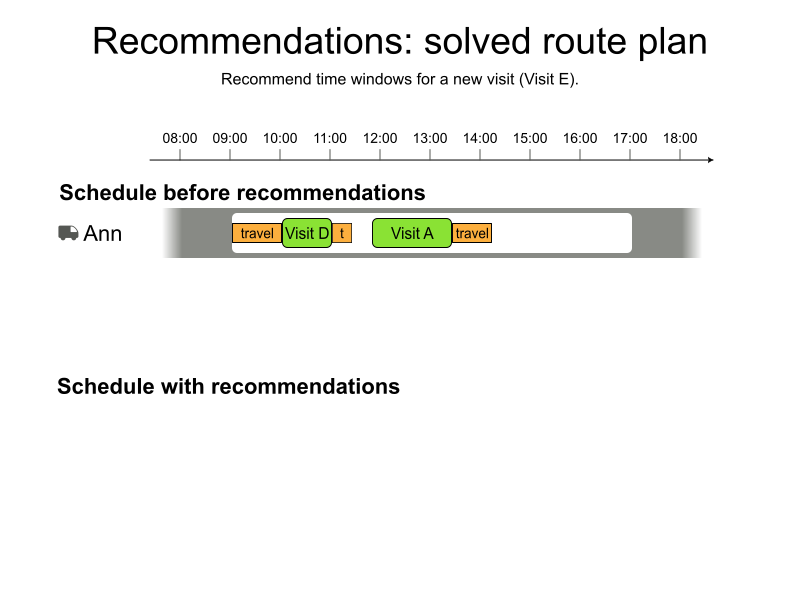 Recommendations: solved route plan
Recommend time windows for a new visit (Visit E).
08:00 09:00 10:00 11:00 12:00 13:00 14:00 15:00 16:00 17:00 18:00
Schedule before recommendations
Ann travel Visit D t Visit A travel
Schedule with recommendations